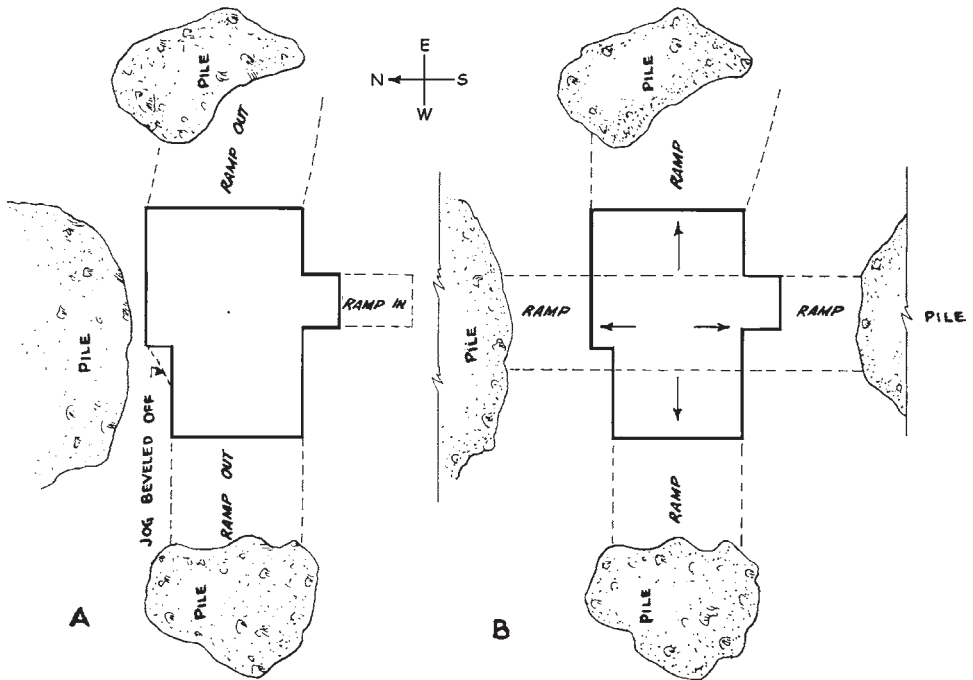 PILE
RAMP OUT
PILE
JOG BEVELED OFF
RAMP IN
RAMP OUT
PILE
A
E
N S
W
PILE
RAMP
PILE
RAMP
RAMP
PILE
RAMP
PILE
B